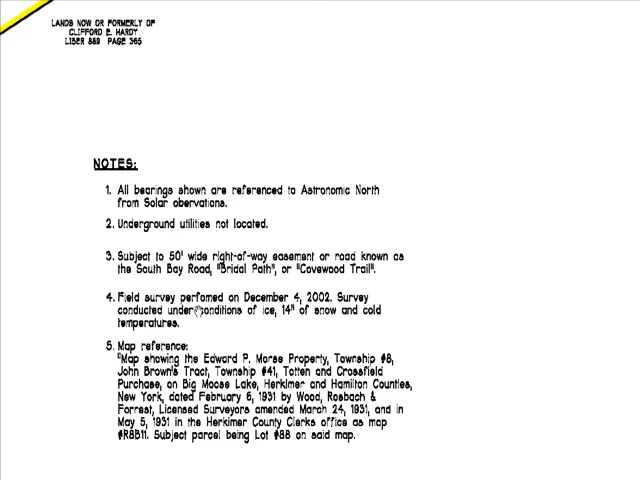 LANDS NOW OR FORMERLY OF
CLIFFORD E. HARDY
LIBER 889 PAGE 365
NOTES:
1. All bearings shown are referenced to Astronomic North
from Solar obervations.
2. Underground utilities not located.
3. Subject to 50' wide right-of-way easement or road known as
the South Bay Road, "Bridal Path", or "Covewood Trail".
4. Field survey perfomed on December 4, 2002. Survey
conducted under conditions of ice, 14" of snow and cold
temperatures.
5. Map reference:
"Map showing the Edward P. Morse Property, Township #8,
John Brown's Tract, Township #41, Totten and Crossfield
Purchase, on Big Moose Lake, Herkimer and Hamilton Counties,
New York, dated February 6, 1931 by Wood, Rosbach &
Forrest, Licensed Surveyors amended March 24, 1931, and in
May 5, 1931 in the Herkimer County Clerks office as map
Subject parcel being Lot #88 on said map.